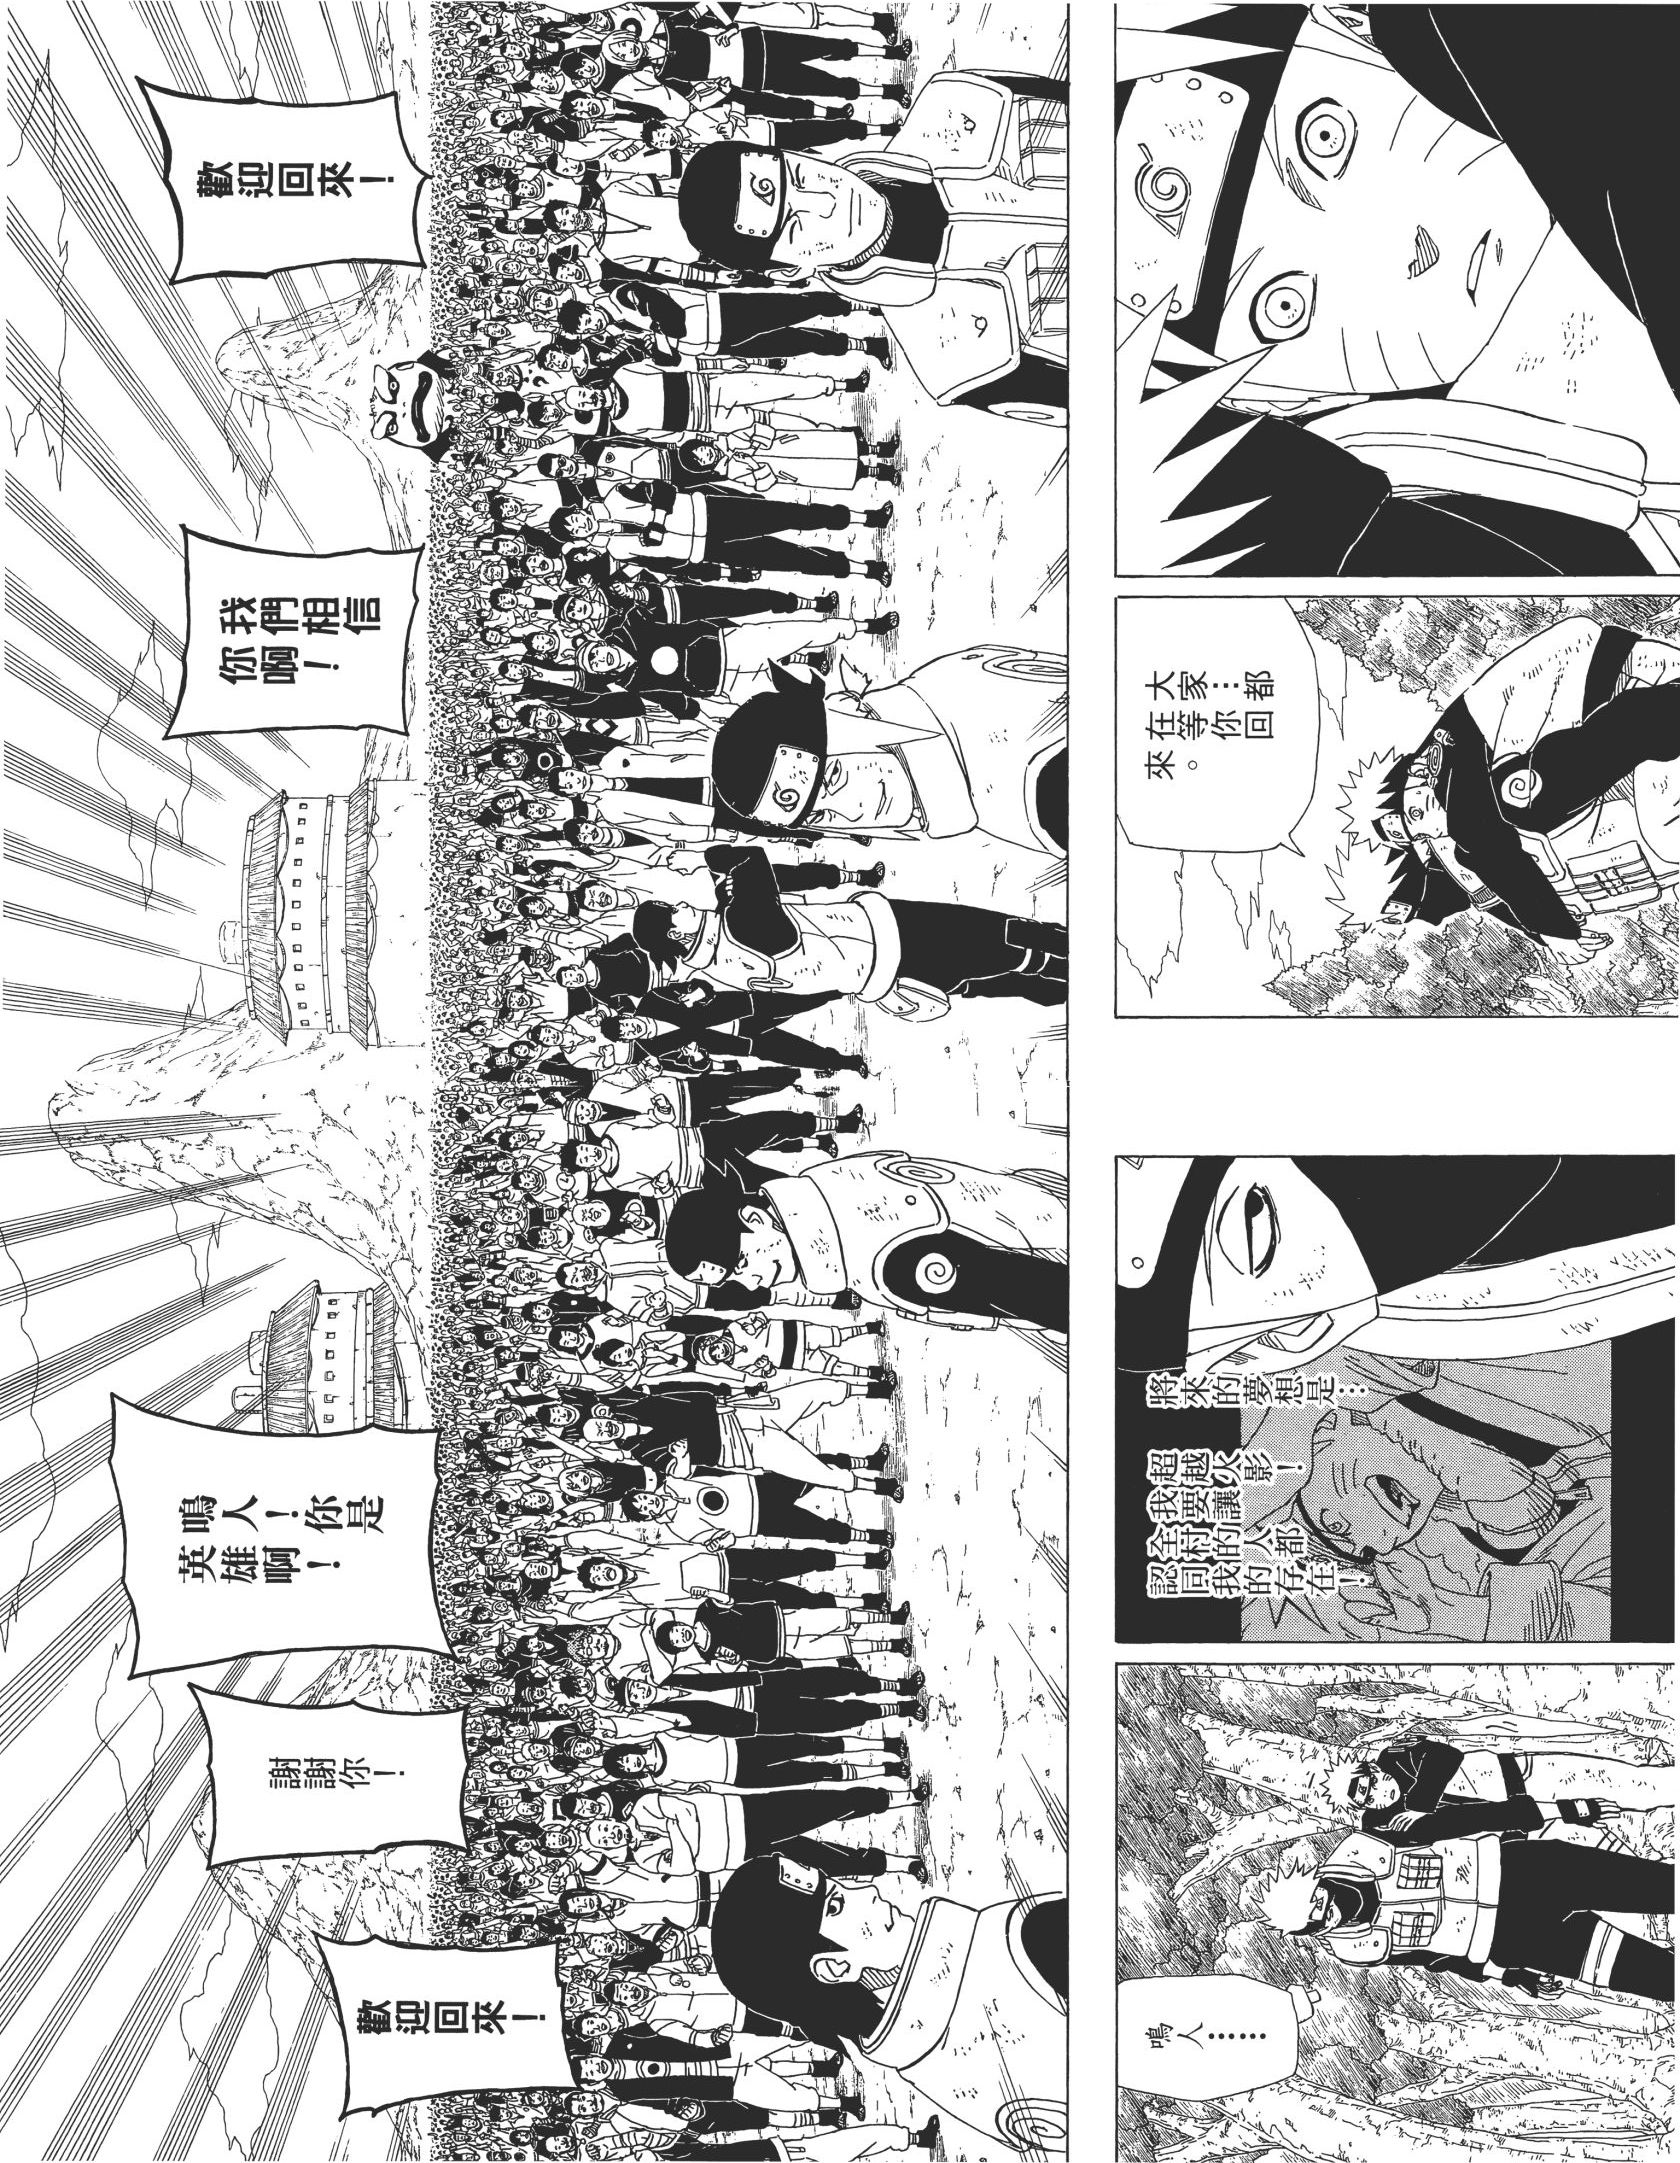 歡迎回來！
我們相信
你啊！
鳴人！你是
英雄啊！
謝謝你！
歡迎回來！
大家…都
在等你回
來。
將來的夢想是…
超越火影！
我要讓
全村的人都
認同我的存在！
鳴人……